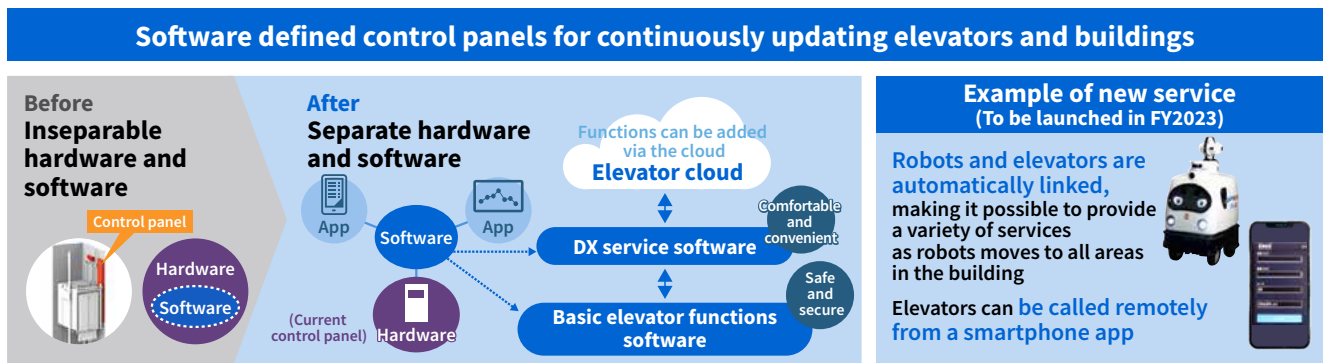 Software defined control panels for continuously updating elevators and buildings
Before
Inseparable
hardware and
software
Control panel
Hardware
Software
After
Separate hardware
and software
App
Software
App
(Current
control panel)
Hardware
Functions can be added
via the cloud
Elevator cloud
Comfortable
and
convenient
DX service software
Safe
and
secure
Basic elevator functions
software
Example of new service
(To be launched in FY2023)
Robots and elevators are
automatically linked,
making it possible to provide
a variety of services
as robots moves to all areas
in the building
Elevators can be called remotely
from a smartphone app